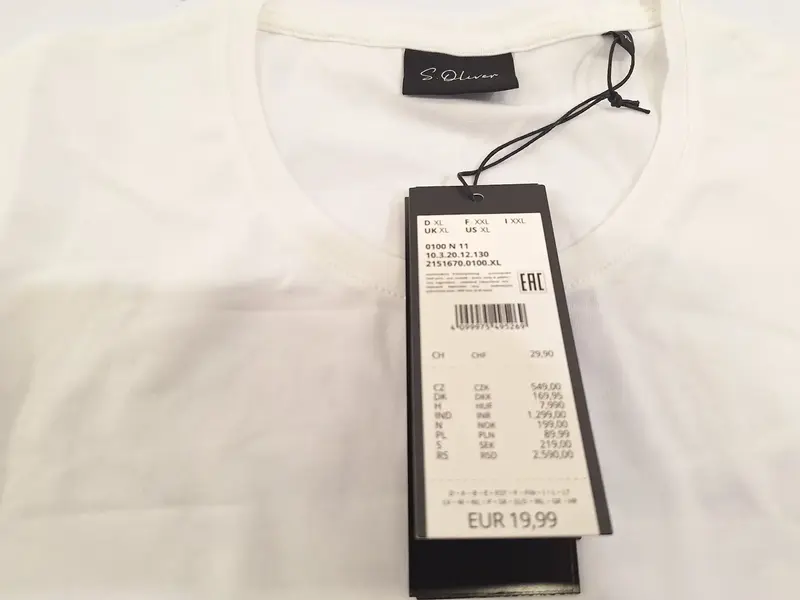 s.Oliver
D XL F XXL I XXL
UK XL US XL
0100 N 11
10.3.20.12.130
2151670.0100.XL
EAC
4 099975 495269
CH CHF 29,90
CZ CZK 549,00
DK DKK 169,95
H HUF 7.990
IND INR 1.299,00
N NOK 199,00
PL PLN 89,99
S SEK 219,00
RS RSD 2.590,00
EUR 19,99